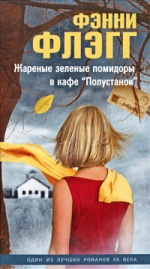 ФЭННИ
ФЛЭГГ
Жареные зеленые помидоры
в кафе "Полустанок"
ОДИН ИЗ ЛУЧШИХ РОМАНОВ XX ВЕКА